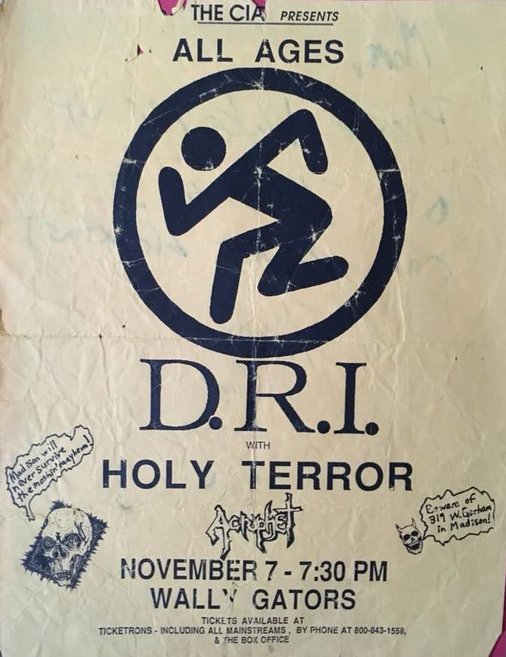 THE CIA PRESENTS
ALL AGES
D.R.I.
WITH
HOLY TERROR
Acrophet
Madison will
never survive
the moshin' mayhem!
Beware of
319 W. Gorham
in Madison!
NOVEMBER 7 - 7:30 PM
WALLY GATORS
TICKETS AVAILABLE AT
TICKETRONS - INCLUDING ALL MAINSTREAMS , BY PHONE AT 800-843-1558,
& THE BOX OFFICE